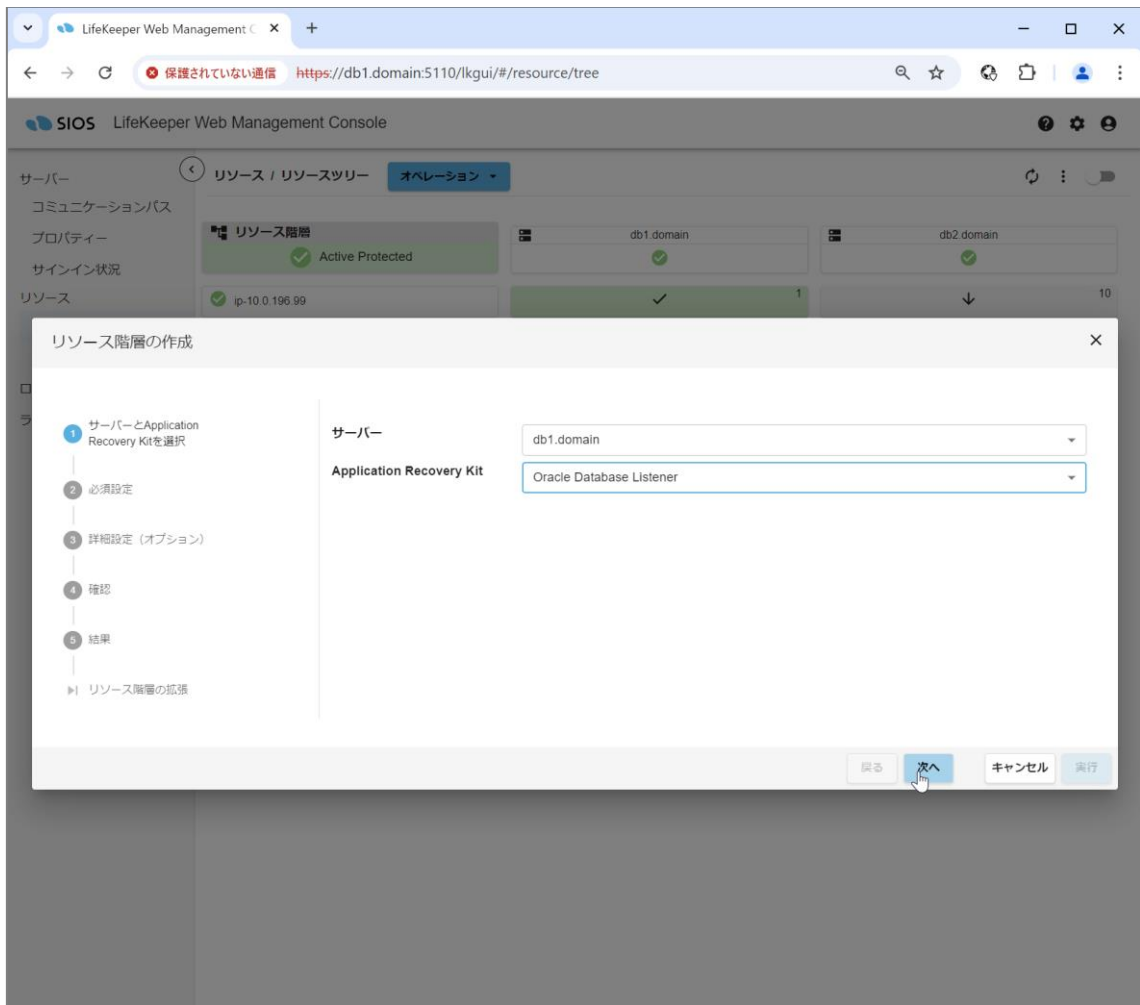 LifeKeeper Web Management C
保護されていない通信
https://db1.domain:5110/lkgui/#/resource/tree
SIOS LifeKeeper Web Management Console
サーバー
コミュニケーションパス
プロパティー
サインイン状況
リソース
リソース / リソースツリー
オペレーション
リソース階層
Active Protected
db1.domain
db2.domain
ip-10.0.196.99
1
10
ロ
ラ
リソース階層の作成
1 サーバーとApplication
Recovery Kitを選択
2 必須設定
3 詳細設定（オプション）
4 確認
5 結果
リソース階層の拡張
サーバー
db1.domain
Application Recovery Kit
Oracle Database Listener
戻る
次へ
キャンセル
実行